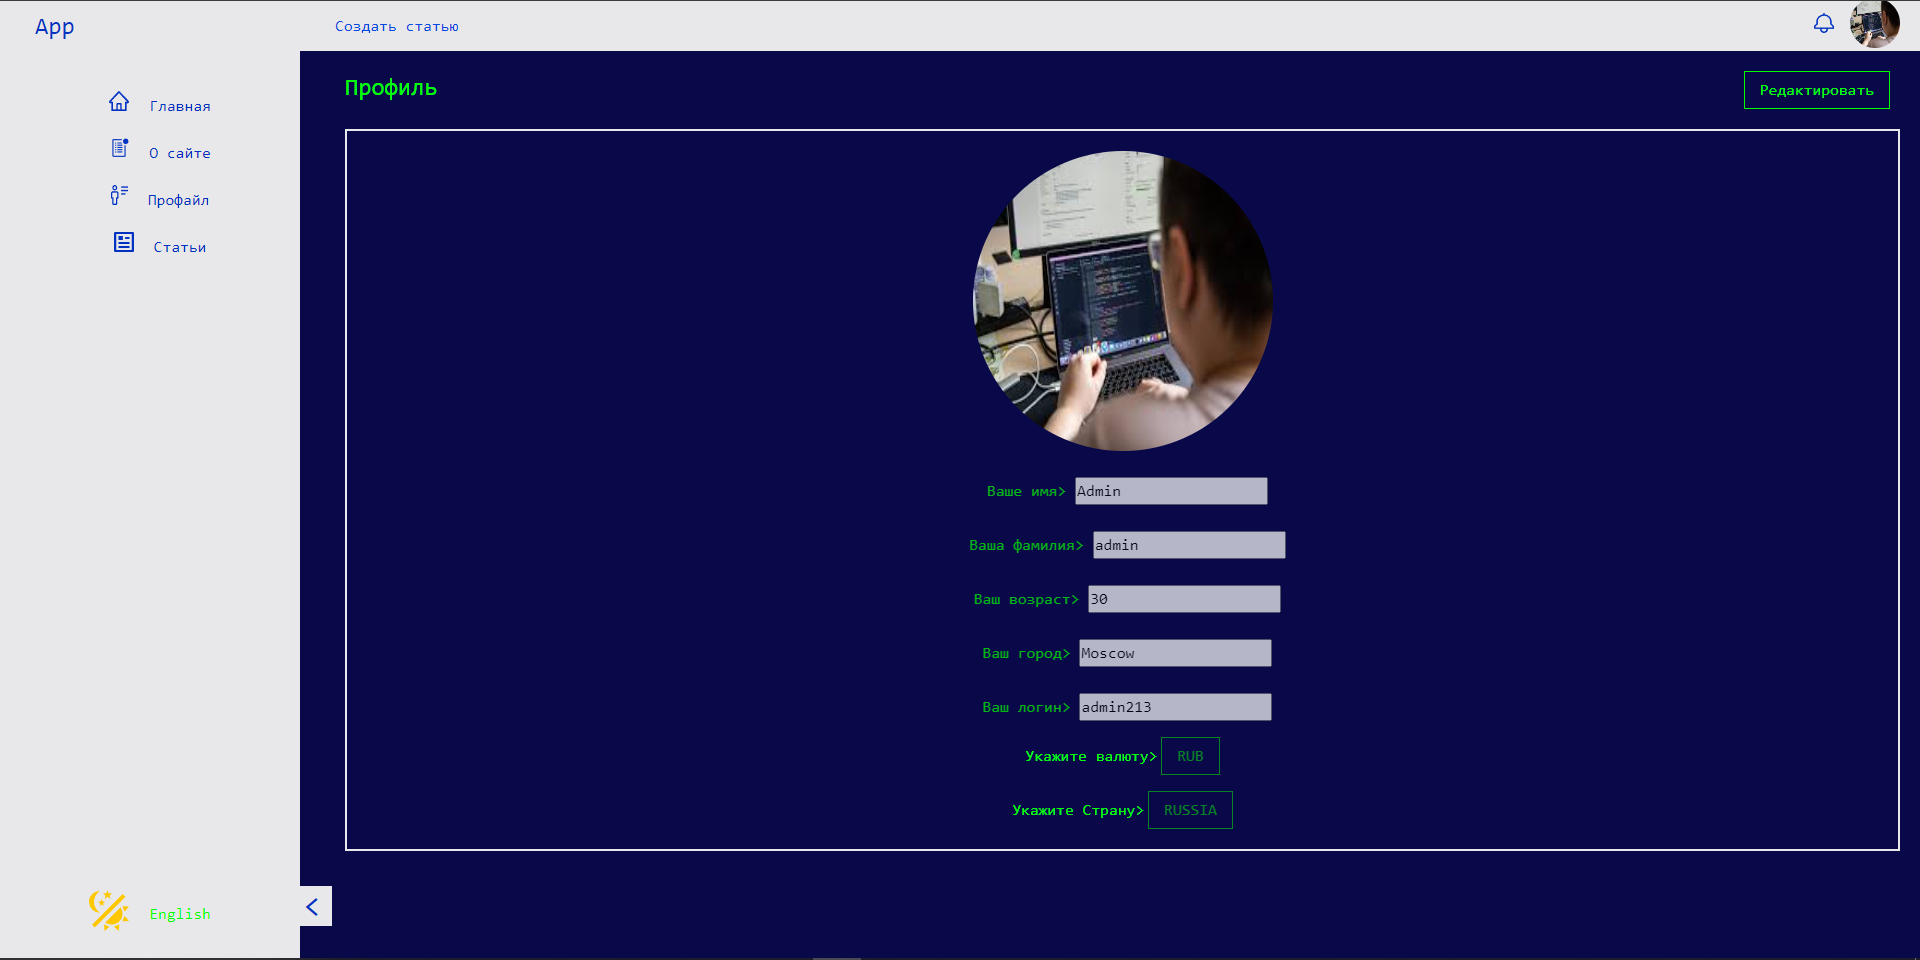 App
Создать статью
Главная
О сайте
Профайл
Статьи
English
Профиль
Редактировать
Ваше имя> Admin
Ваша фамилия> admin
Ваш возраст> 30
Ваш город> Moscow
Ваш логин> admin213
Укажите валюту> RUB
Укажите Страну> RUSSIA